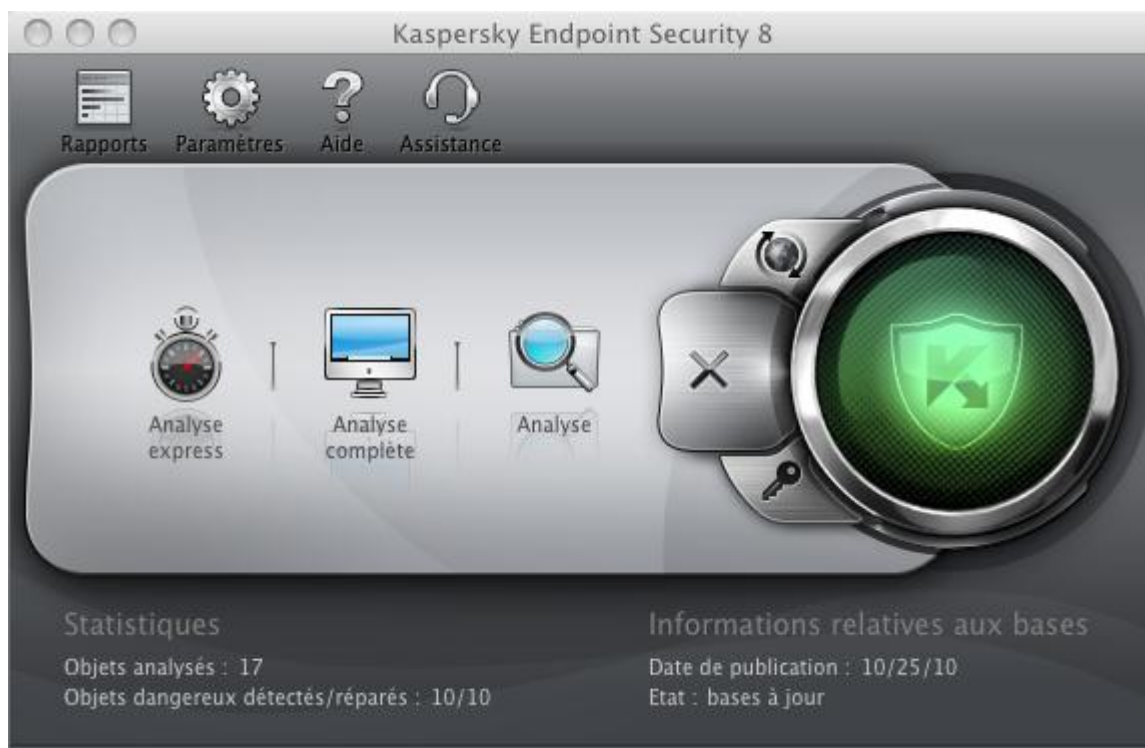 Kaspersky Endpoint Security 8
Rapports Paramètres Aide Assistance
Analyse express
Analyse complète
Analyse
Statistiques
Objets analysés : 17
Objets dangereux détectés/réparés : 10/10
Informations relatives aux bases
Date de publication : 10/25/10
Etat : bases à jour